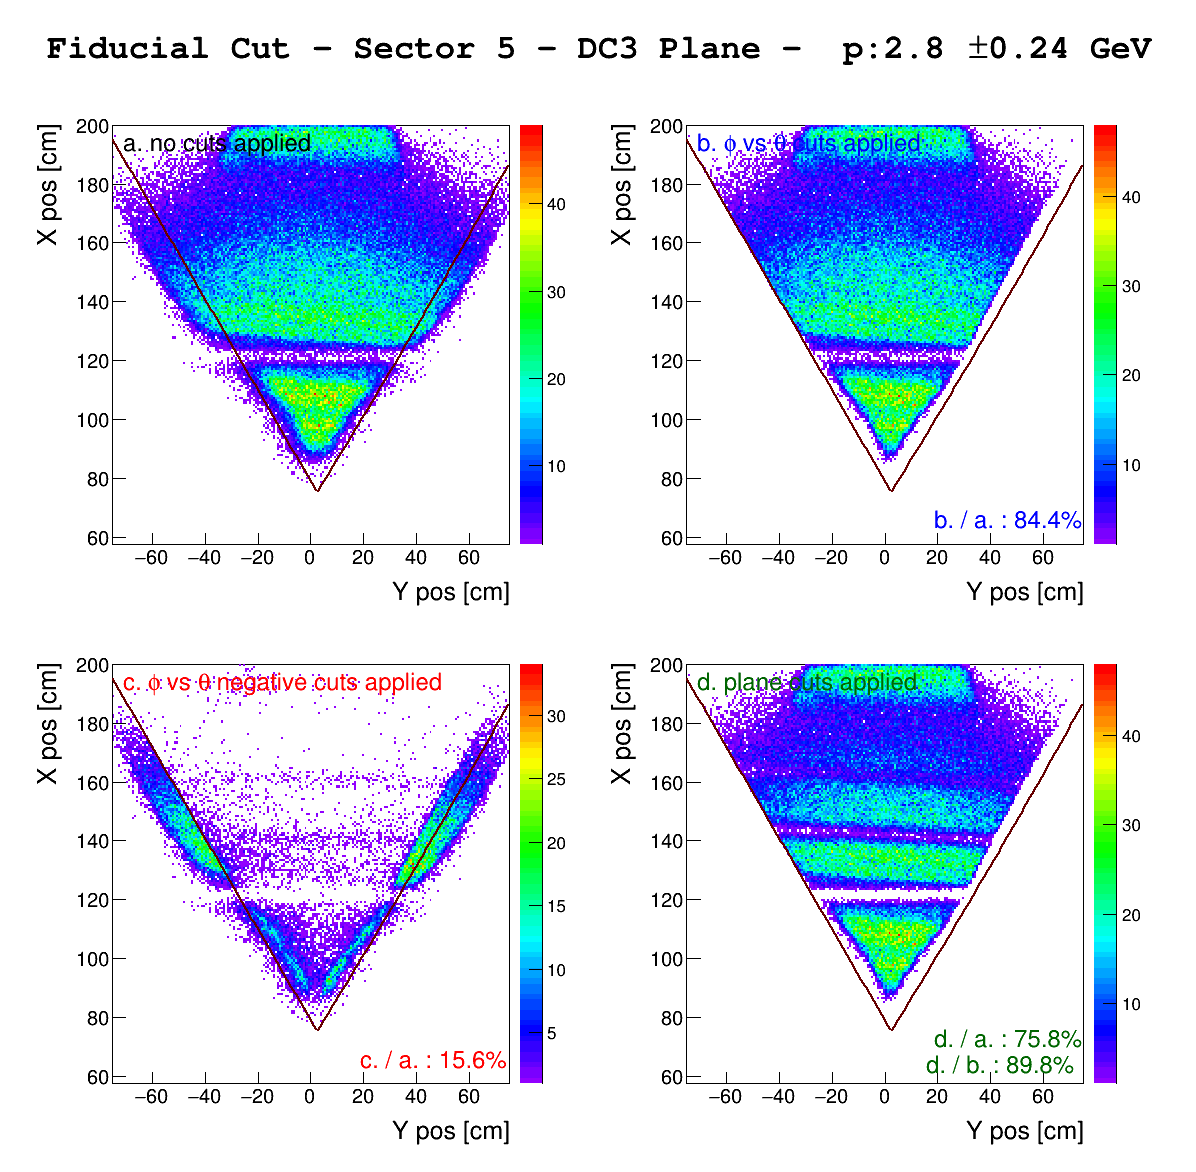 Fiducial Cut – Sector 5 – DC3 Plane – p:2.8 ±0.24 GeV
a. no cuts applied
X pos [cm]
200
180
160
140
120
100
80
60
−60 −40 −20 0 20 40 60
Y pos [cm]
40
30
20
10
b. ϕ vs θ cuts applied
X pos [cm]
200
180
160
140
120
100
80
60
b. / a. : 84.4%
−60 −40 −20 0 20 40 60
Y pos [cm]
40
30
20
10
c. ϕ vs θ negative cuts applied
X pos [cm]
200
180
160
140
120
100
80
60
c. / a. : 15.6%
−60 −40 −20 0 20 40 60
Y pos [cm]
30
25
20
15
10
5
d. plane cuts applied
X pos [cm]
200
180
160
140
120
100
80
60
d. / a. : 75.8%
d. / b. : 89.8%
−60 −40 −20 0 20 40 60
Y pos [cm]
40
30
20
10